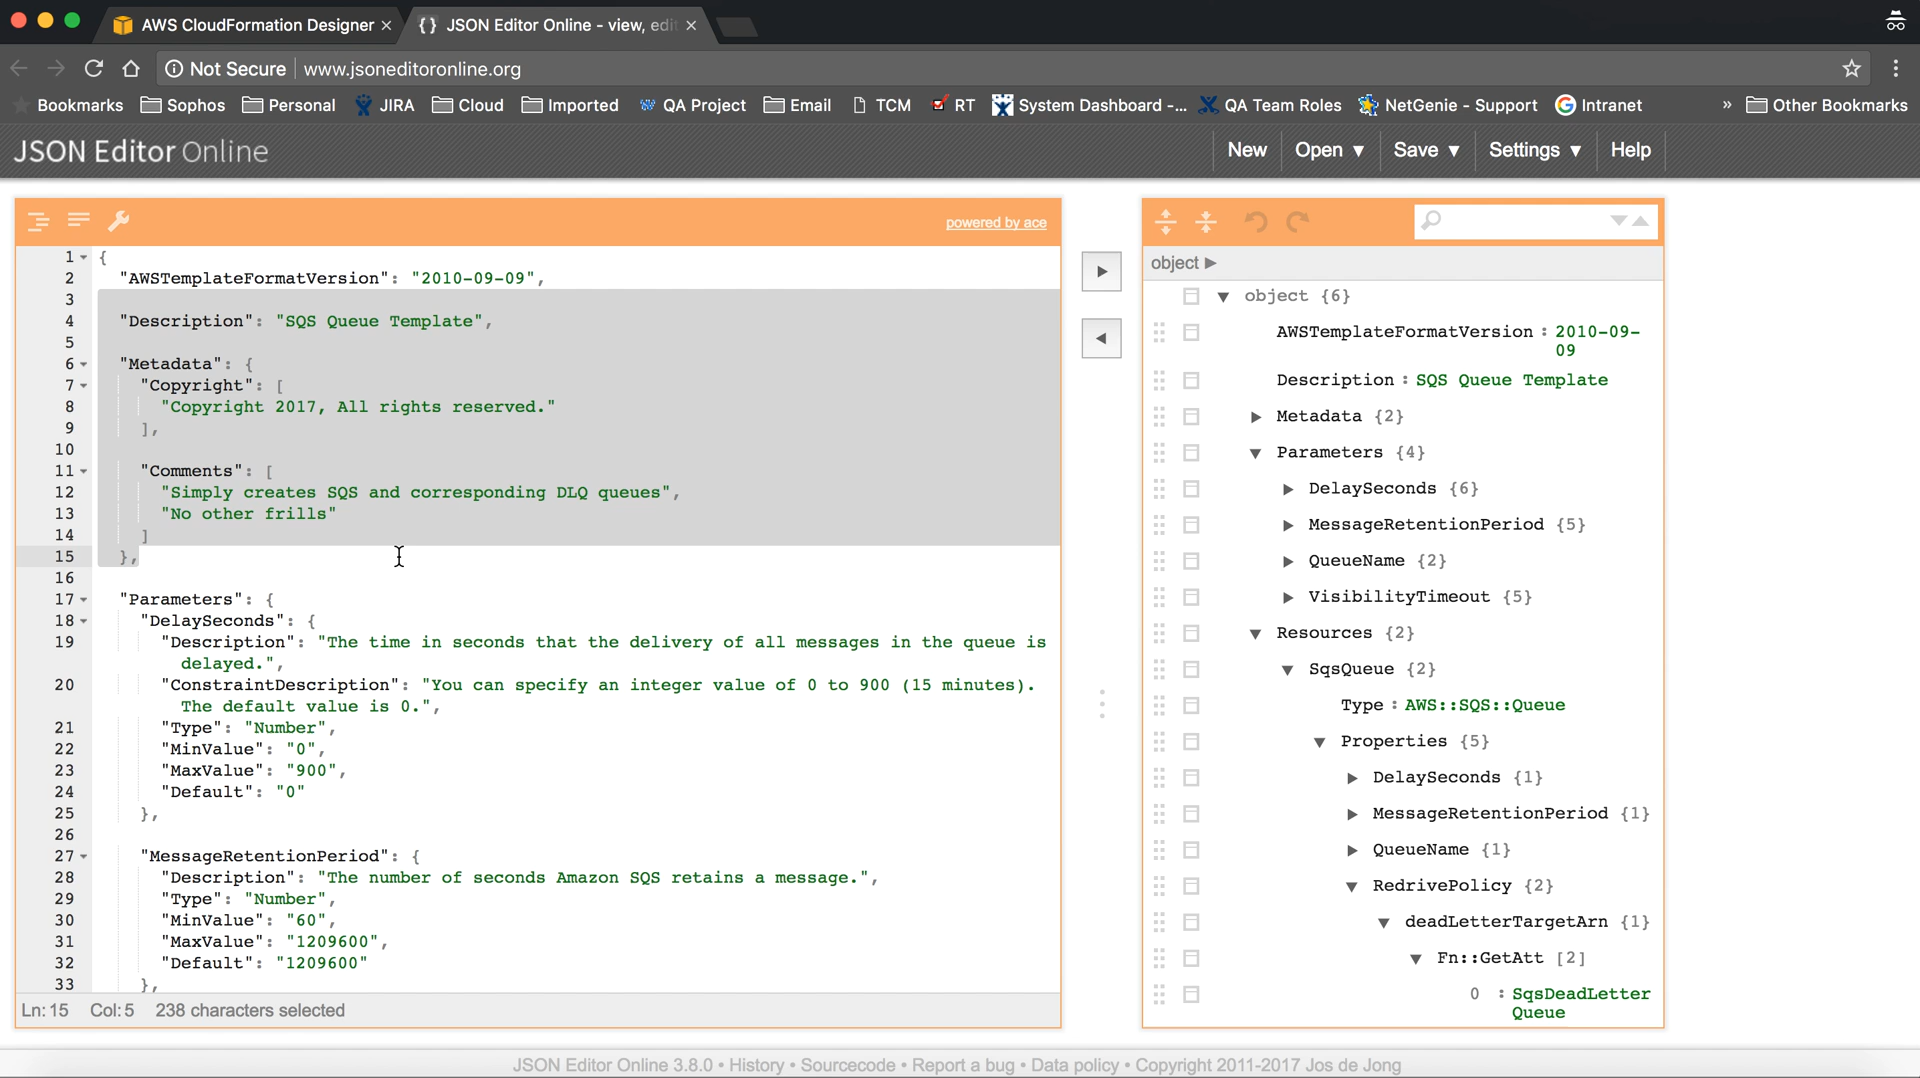 AWS CloudFormation Designer
JSON Editor Online - view, edit
Not Secure www.jsoneditoronline.org
Bookmarks Sophos Personal JIRA Cloud Imported QA Project Email TCM RT System Dashboard -... QA Team Roles NetGenie - Support Intranet » Other Bookmarks
JSON Editor Online
New Open ▼ Save ▼ Settings ▼ Help
powered by ace
1 {
2 "AWSTemplateFormatVersion": "2010-09-09",
3
4 "Description": "SQS Queue Template",
5
6 "Metadata": {
7 "Copyright": [
8 "Copyright 2017, All rights reserved."
9 ],
10
11 "Comments": [
12 "Simply creates SQS and corresponding DLQ queues",
13 "No other frills"
14 ]
15 },
16
17 "Parameters": {
18 "DelaySeconds": {
19 "Description": "The time in seconds that the delivery of all messages in the queue is
delayed.",
20 "ConstraintDescription": "You can specify an integer value of 0 to 900 (15 minutes).
The default value is 0.",
21 "Type": "Number",
22 "MinValue": "0",
23 "MaxValue": "900",
24 "Default": "0"
25 },
26
27 "MessageRetentionPeriod": {
28 "Description": "The number of seconds Amazon SQS retains a message.",
29 "Type": "Number",
30 "MinValue": "60",
31 "MaxValue": "1209600",
32 "Default": "1209600"
33 },
Ln: 15 Col: 5 238 characters selected
object ►
▼ object {6}
AWSTemplateFormatVersion : 2010-09-
09
Description : SQS Queue Template
► Metadata {2}
▼ Parameters {4}
► DelaySeconds {6}
► MessageRetentionPeriod {5}
► QueueName {2}
► VisibilityTimeout {5}
▼ Resources {2}
▼ SqsQueue {2}
Type : AWS::SQS::Queue
▼ Properties {5}
► DelaySeconds {1}
► MessageRetentionPeriod {1}
► QueueName {1}
▼ RedrivePolicy {2}
▼ deadLetterTargetArn {1}
▼ Fn::GetAtt [2]
0 : SqsDeadLetter
Queue
JSON Editor Online 3.8.0 • History • Sourcecode • Report a bug • Data policy • Copyright 2011-2017 Jos de Jong